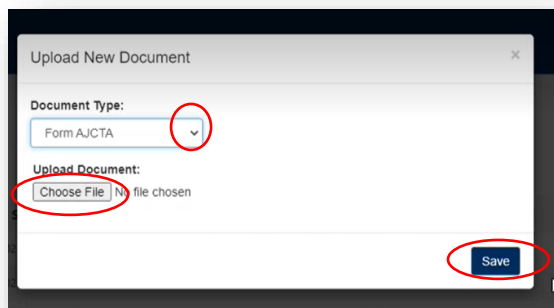 Upload New Document ×
Document Type:
Form AJCTA
Upload Document:
Choose File No file chosen
Save